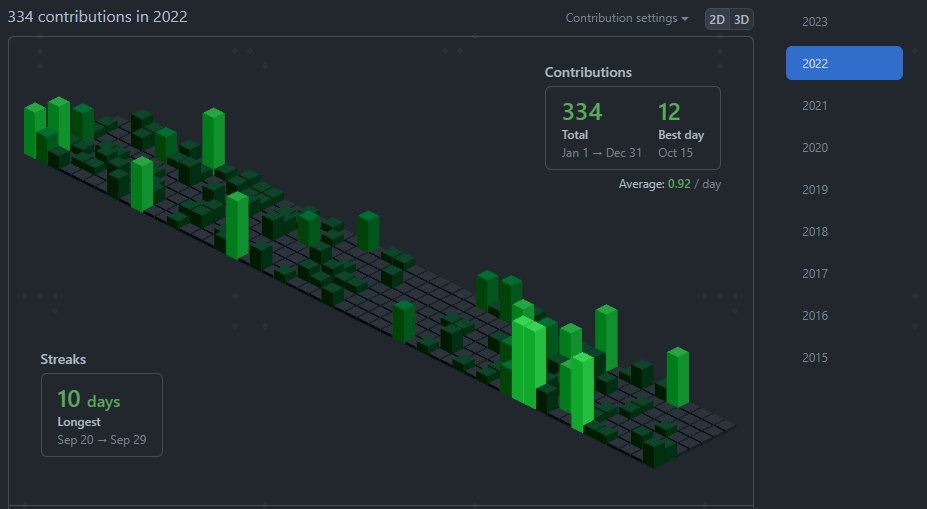 334 contributions in 2022
Contribution settings
2D 3D
Contributions
334 12
Total Best day
Jan 1 → Dec 31 Oct 15
Average: 0.92 / day
Streaks
10 days
Longest
Sep 20 → Sep 29
2023
2022
2021
2020
2019
2018
2017
2016
2015